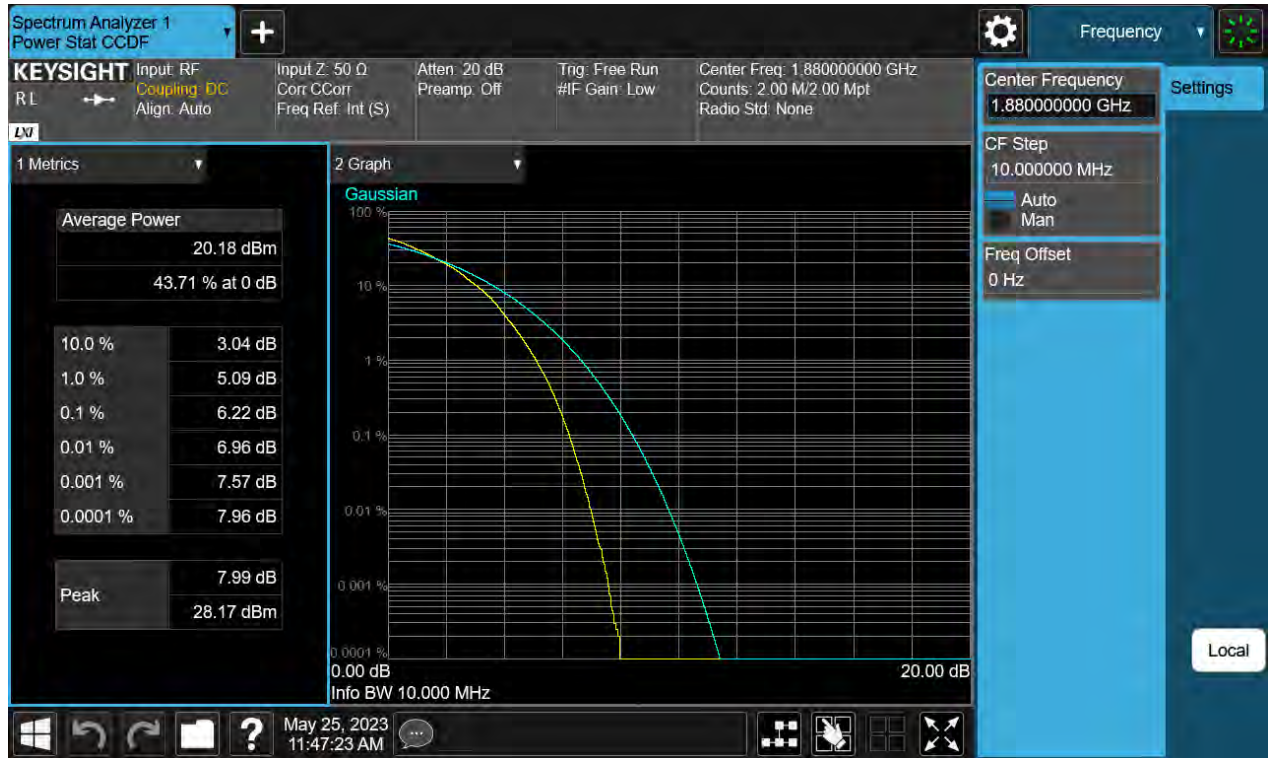 Spectrum Analyzer 1
Power Stat CCDF
Frequency
KEYSIGHT
RL
LXI
Input: RF
Coupling: DC
Align: Auto
Input Z: 50 Ω
Corr CCorr
Freq Ref: Int (S)
Atten: 20 dB
Preamp: Off
Trig: Free Run
#IF Gain: Low
Center Freq: 1.880000000 GHz
Counts: 2.00 M/2.00 Mpt
Radio Std: None
Center Frequency
1.880000000 GHz
Settings
CF Step
10.000000 MHz
Auto
Man
Freq Offset
0 Hz
1 Metrics
Average Power
20.18 dBm
43.71 % at 0 dB
10.0 % 3.04 dB
1.0 % 5.09 dB
0.1 % 6.22 dB
0.01 % 6.96 dB
0.001 % 7.57 dB
0.0001 % 7.96 dB
Peak
7.99 dB
28.17 dBm
2 Graph
Gaussian
100 %
10 %
1 %
0.1 %
0.01 %
0.001 %
0.0001 %
0.00 dB 20.00 dB
Info BW 10.000 MHz
Local
?
May 25, 2023
11:47:23 AM